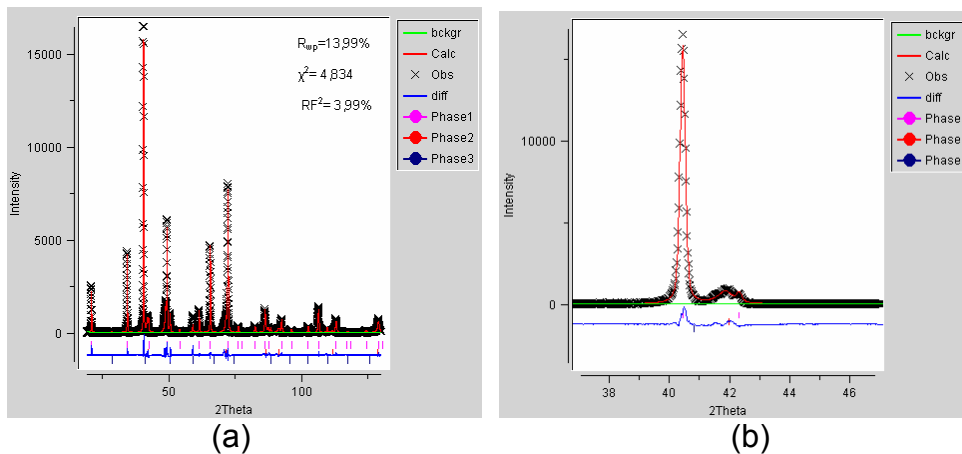 15000
10000
5000
0
Intensity
50
100
2Theta
Rwp=13,99%
χ²= 4,834
RF²= 3,99%
bckgr
Calc
Obs
diff
Phase1
Phase2
Phase3
(a)
10000
0
Intensity
38
40
42
44
46
2Theta
bckgr
Calc
Obs
diff
Phase
Phase
Phase
(b)